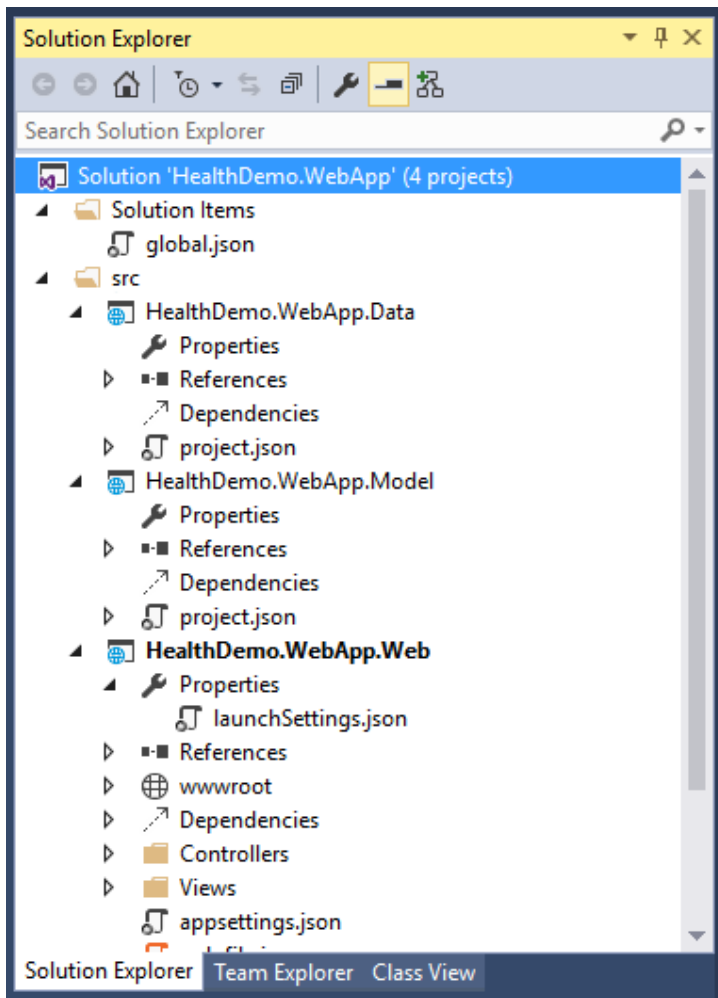 Solution Explorer
Search Solution Explorer
Solution 'HealthDemo.WebApp' (4 projects)
Solution Items
global.json
src
HealthDemo.WebApp.Data
Properties
References
Dependencies
project.json
HealthDemo.WebApp.Model
Properties
References
Dependencies
project.json
HealthDemo.WebApp.Web
Properties
launchSettings.json
References
wwwroot
Dependencies
Controllers
Views
appsettings.json
Solution Explorer Team Explorer Class View